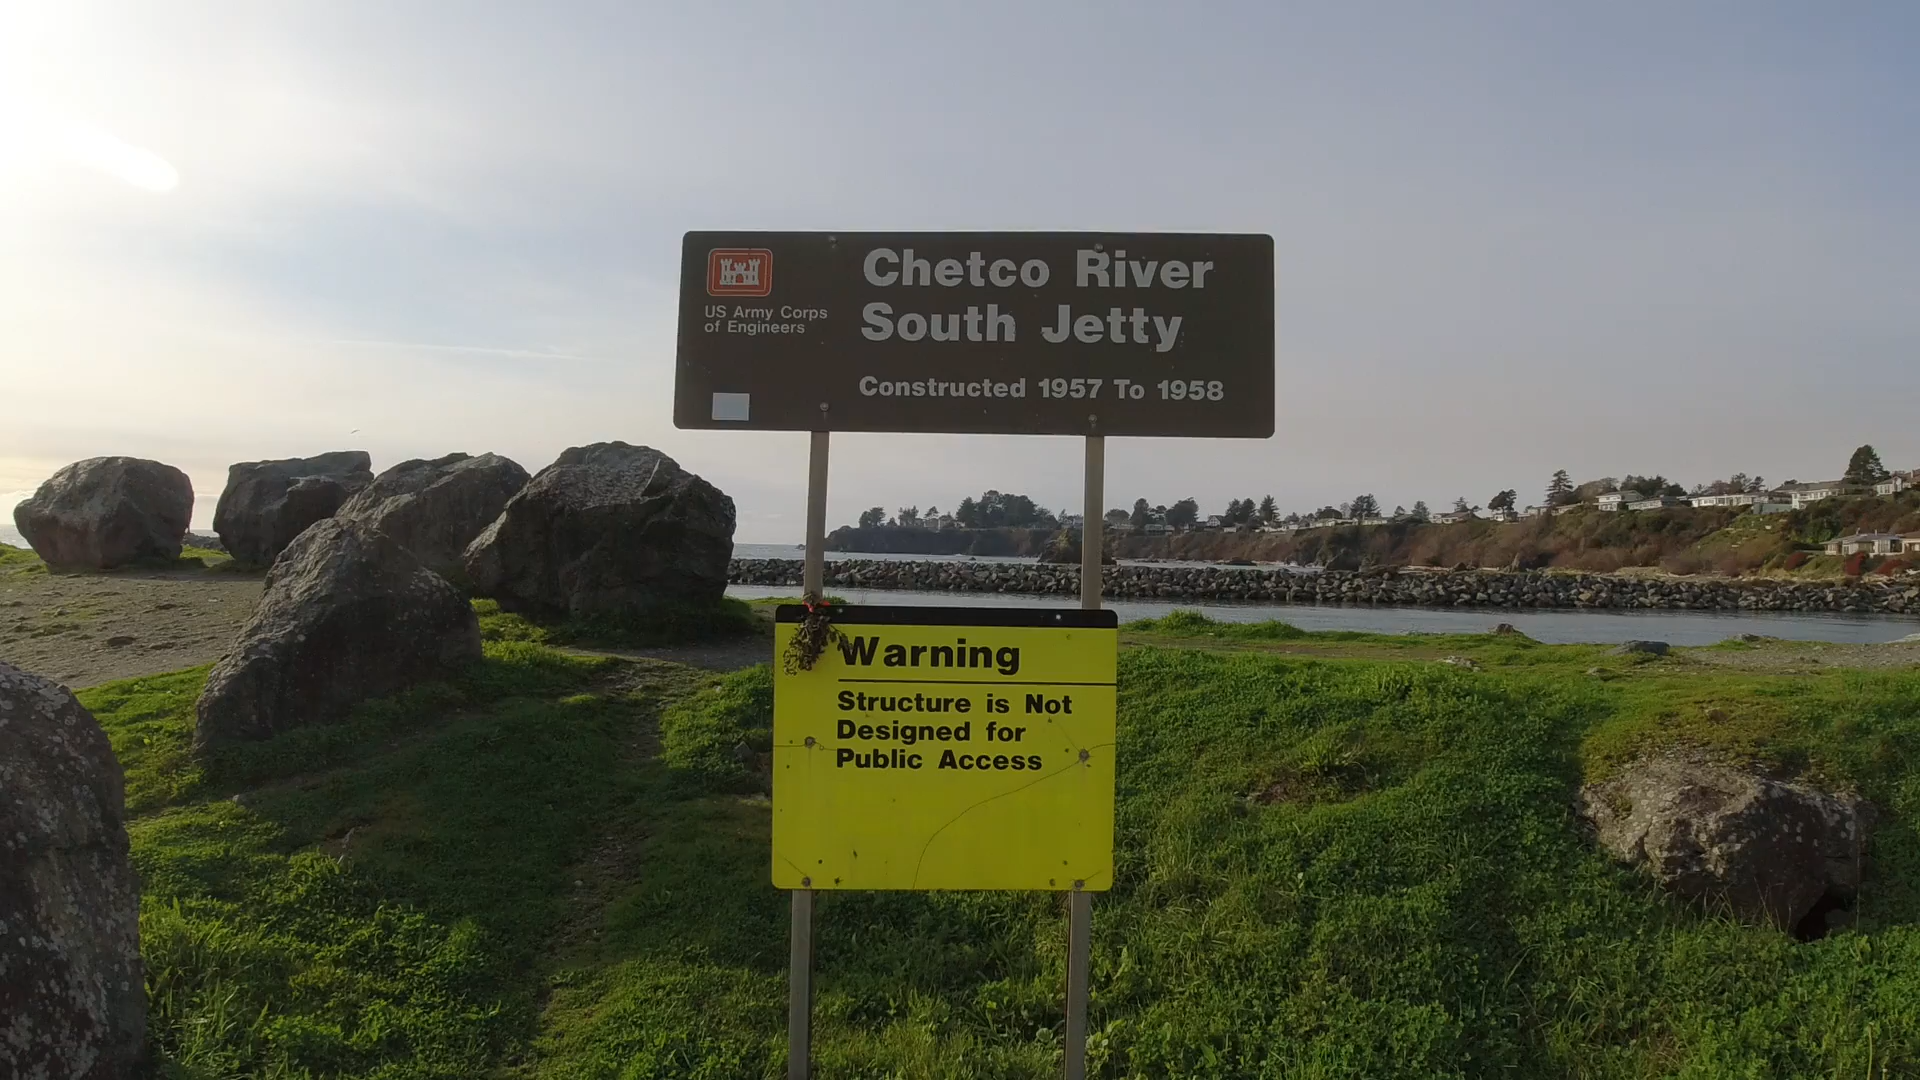 US Army Corps
of Engineers
Chetco River
South Jetty
Constructed 1957 To 1958
Warning
Structure is Not
Designed for
Public Access